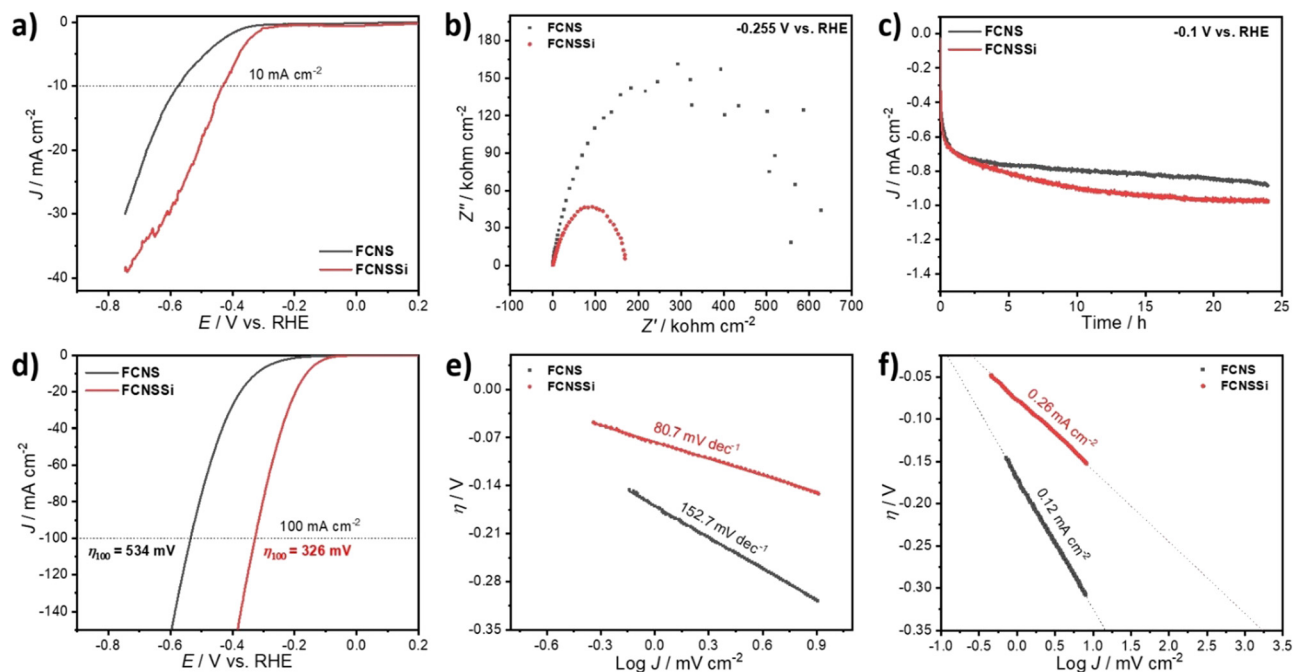 a)
0
-10
-20
-30
-40
J / mA cm-2
10 mA cm-2
FCNS
FCNSSi
-0.8
-0.6
-0.4
-0.2
0.0
0.2
E / V vs. RHE
b)
FCNS
FCNSSi
-0.255 V vs. RHE
180
150
120
90
60
30
0
Z" / kohm cm-2
-100
0
100
200
300
400
500
600
700
Z' / kohm cm-2
c)
FCNS
FCNSSi
-0.1 V vs. RHE
0.0
-0.2
-0.4
-0.6
-0.8
-1.0
-1.2
-1.4
J / mA cm-2
0
5
10
15
20
25
Time / h
d)
FCNS
FCNSSi
0
-20
-40
-60
-80
-100
-120
-140
J / mA cm-2
100 mA cm-2
η100 = 534 mV
η100 = 326 mV
-0.8
-0.6
-0.4
-0.2
0.0
0.2
E / V vs. RHE
e)
FCNS
FCNSSi
0.00
-0.07
-0.14
-0.21
-0.28
-0.35
η / V
80.7 mV dec-1
152.7 mV dec-1
-0.6
-0.3
0.0
0.3
0.6
0.9
Log J / mV cm-2
f)
FCNS
FCNSSi
-0.05
-0.10
-0.15
-0.20
-0.25
-0.30
-0.35
η / V
0.26 mA cm-2
0.12 mA cm-2
-1.0
-0.5
0.0
0.5
1.0
1.5
2.0
2.5
3.0
3.5
Log J / mV cm-2